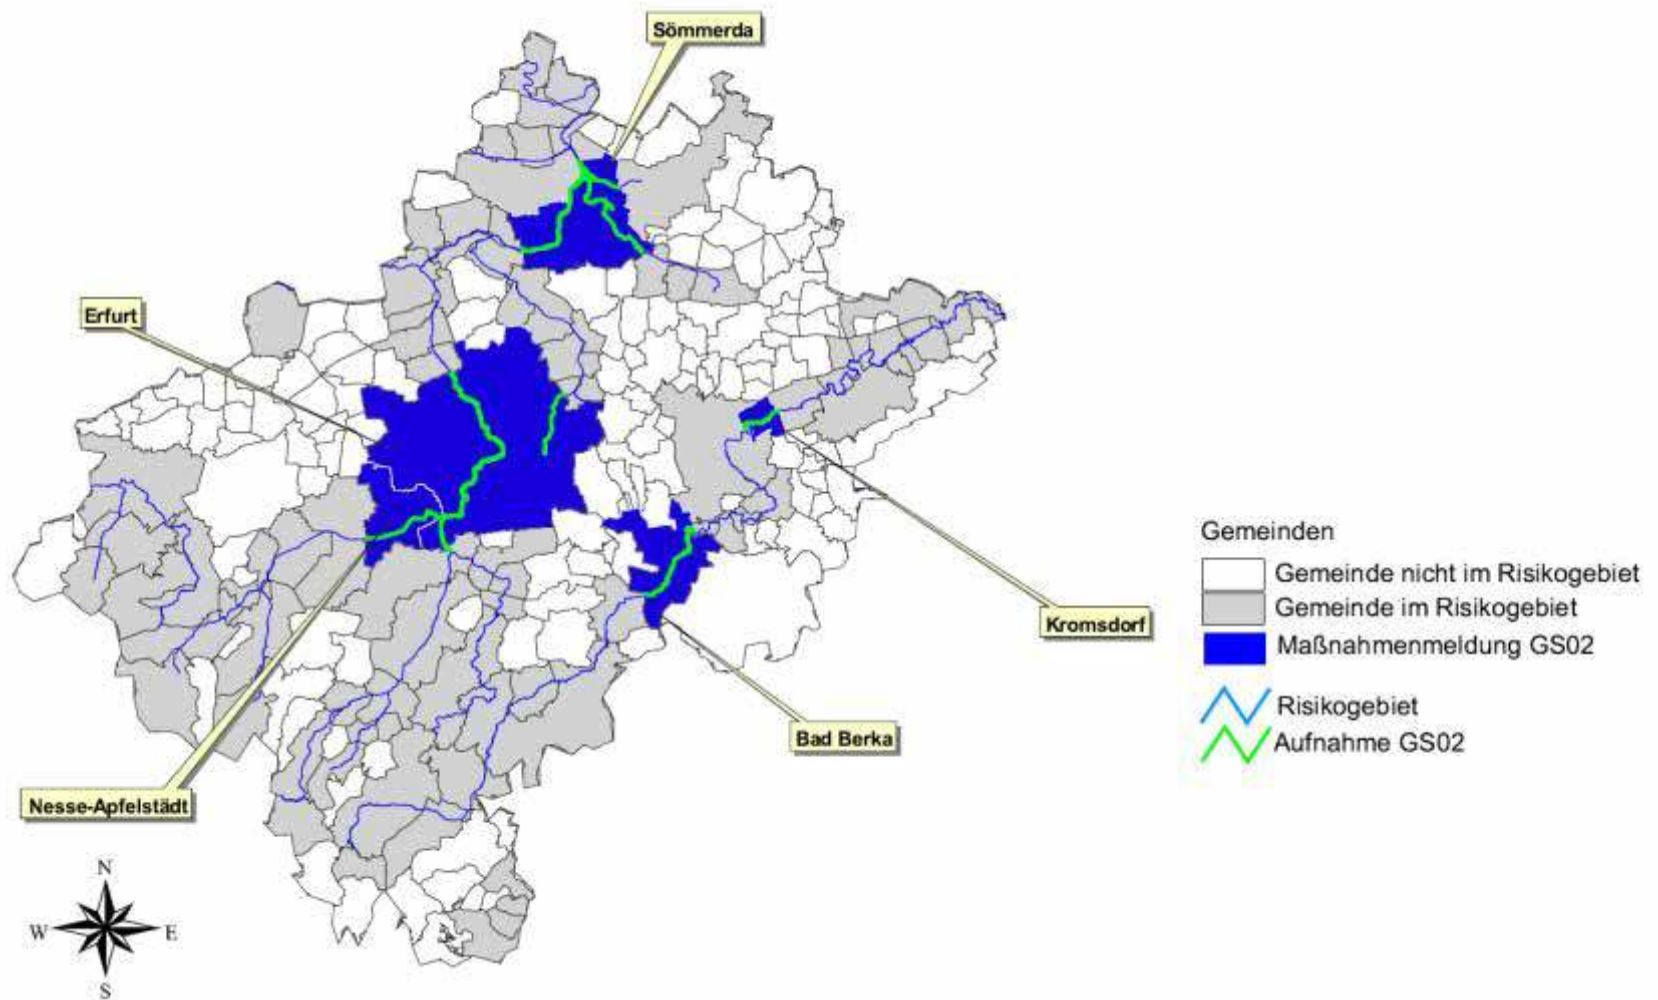 Sömmerda
Erfurt
Kromsdorf
Bad Berka
Nesse-Apfelstädt
N
W
E
S
Gemeinden
Gemeinde nicht im Risikogebiet
Gemeinde im Risikogebiet
Maßnahmenmeldung GS02
Risikogebiet
Aufnahme GS02